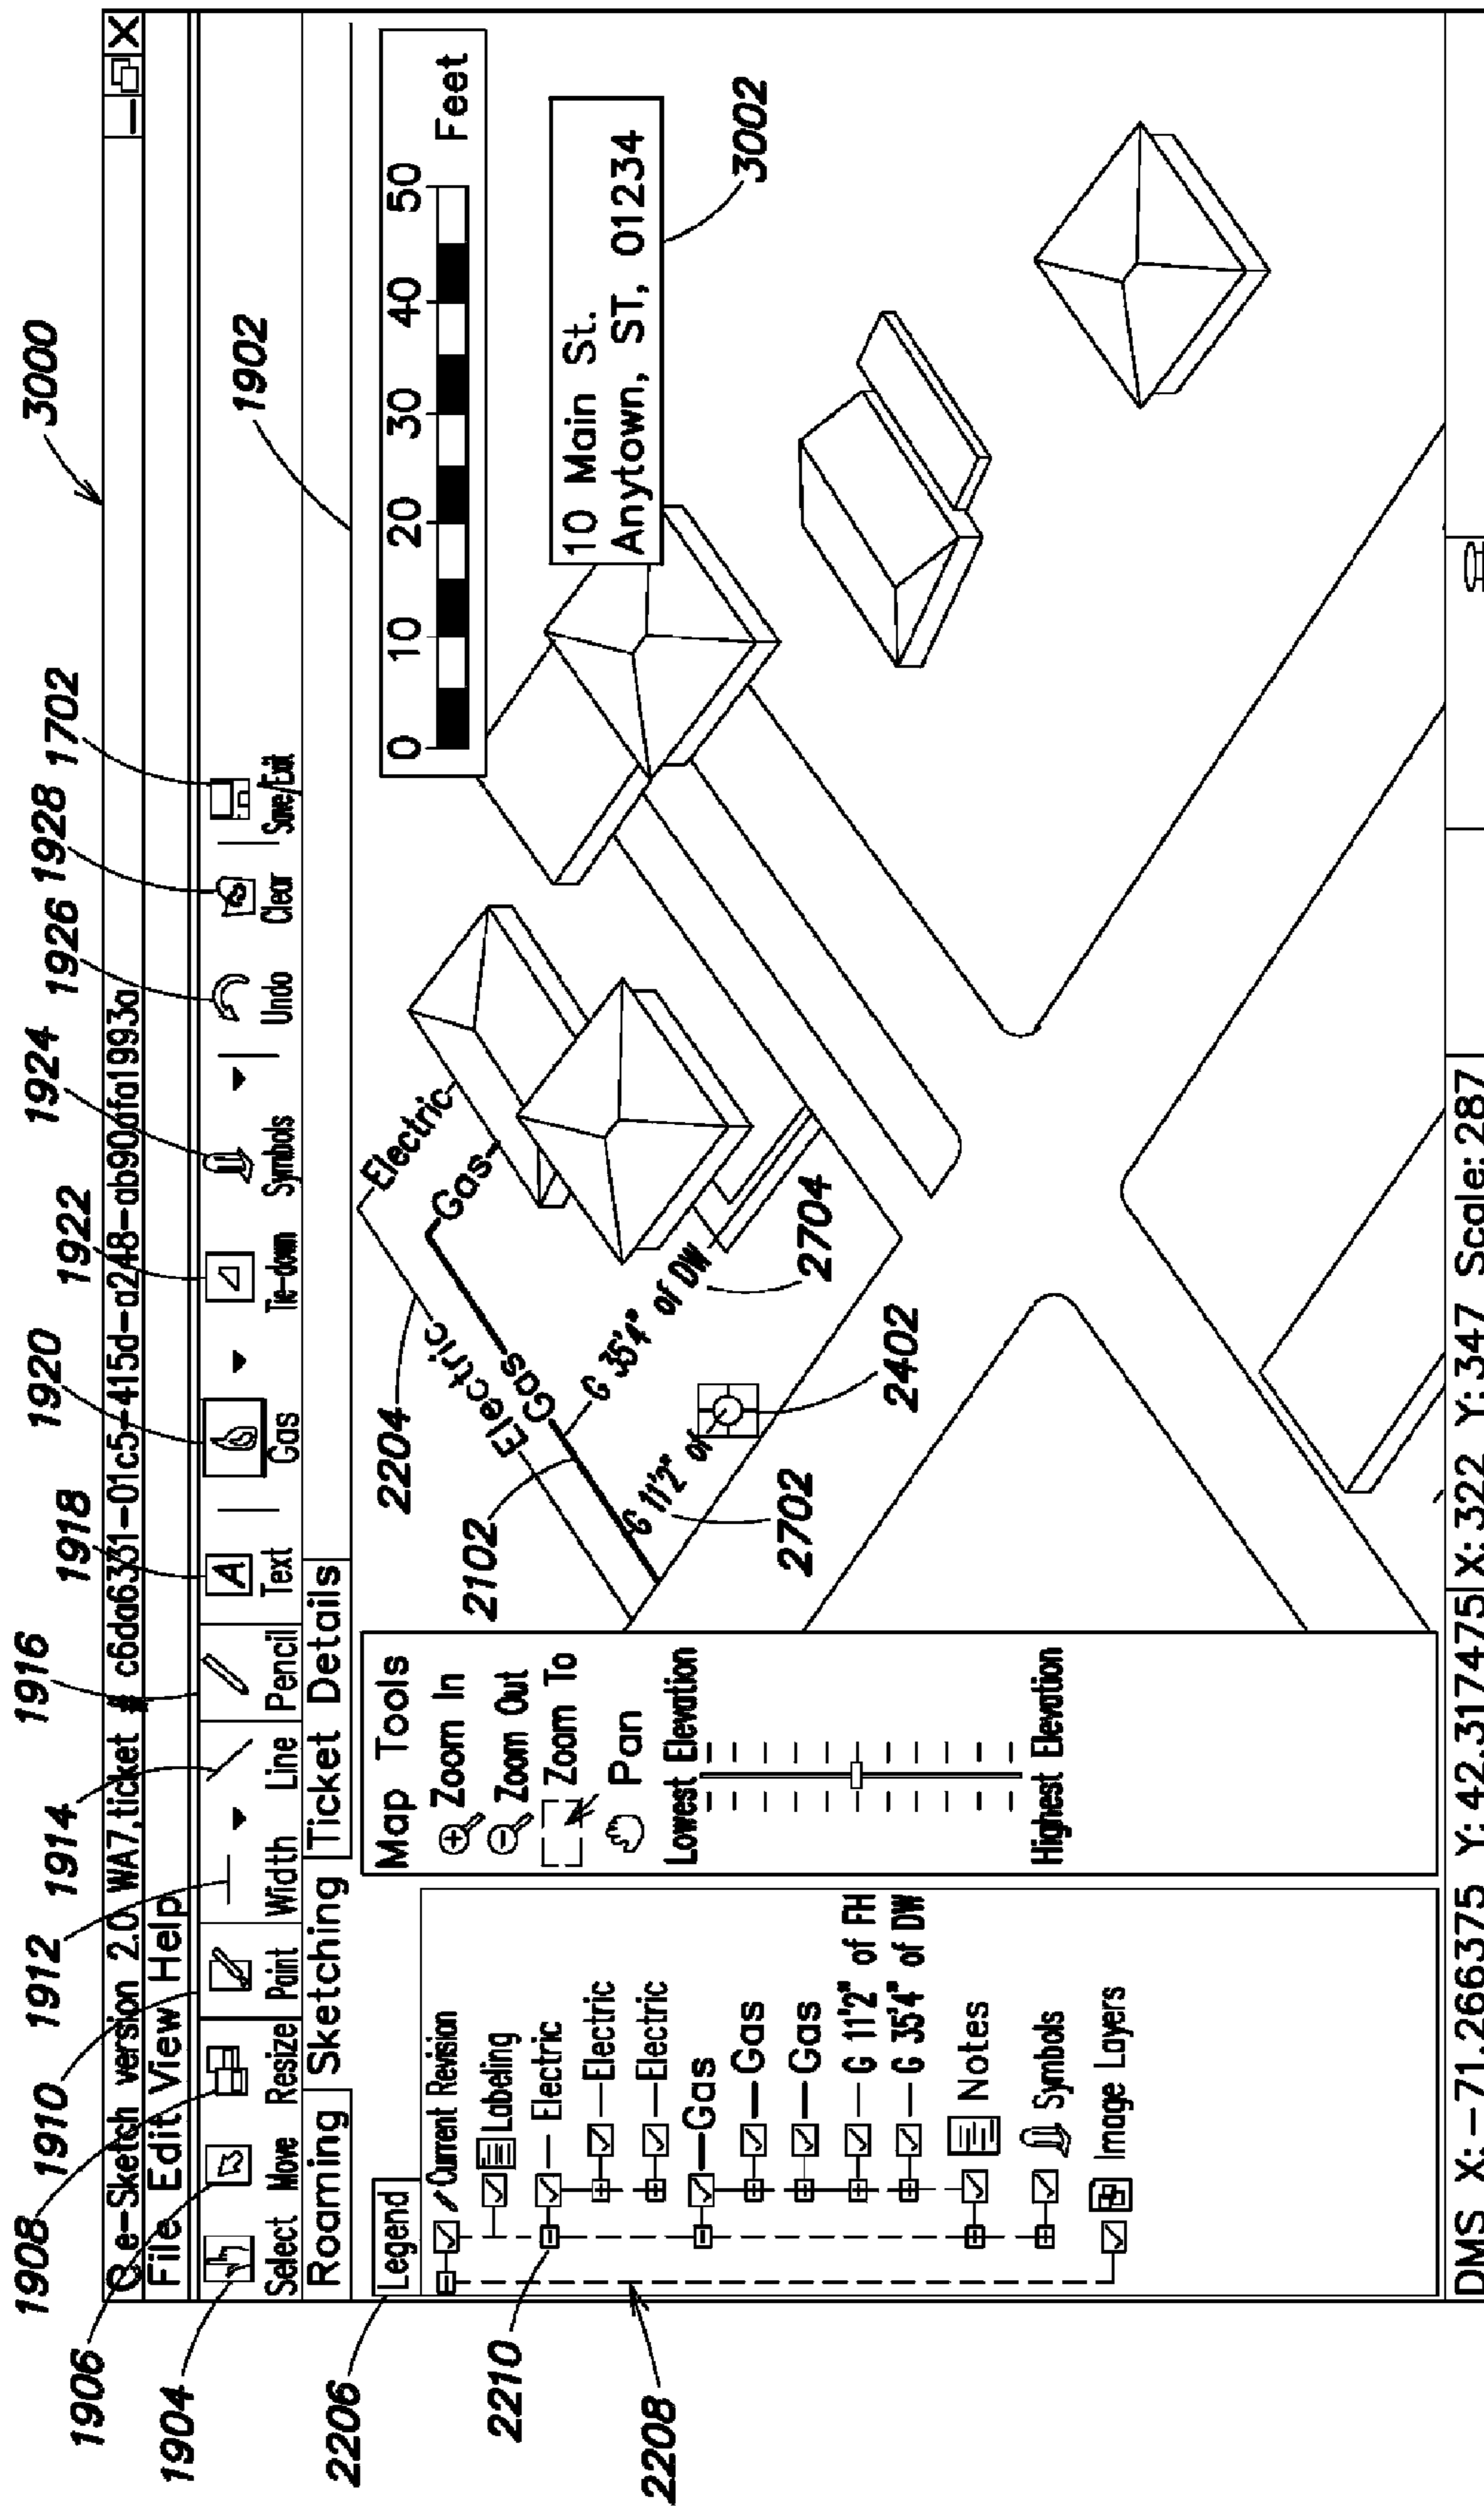 3000
1908 1910 1912 1914 1916 1918 1920 1922 1924 1926 1928 1702
1906
1904
e-Sketch version 2.0 WA7,ticket # c6da6331-01c5-415d-a248-ab90afa1993a
File Edit View Help
Select Move Resize Paint Width Line Pencil Text Gas Tie-down Symbols Undo Clear Save/Exit
Roaming Sketching Ticket Details
1902
2206
2210
2208
Legend
Current Revision
Labeling
Electric
Electric
Electric
Gas
Gas
Gas
G 11'2" of FH
G 35'4" of DW
Notes
Symbols
Image Layers
Map Tools
Zoom In
Zoom Out
Zoom To
Pan
Lowest Elevation
Highest Elevation
2204
2102
Electric
Electric
Electric
Gas
Gas
G 35'4" of DW
G 11'2" of
2702
2704
2402
0 10 20 30 40 50
Feet
10 Main St.
Anytown, ST, 01234
3002
DMS X:-71.266375 Y:42.317475 X:322 Y:347 Scale:287